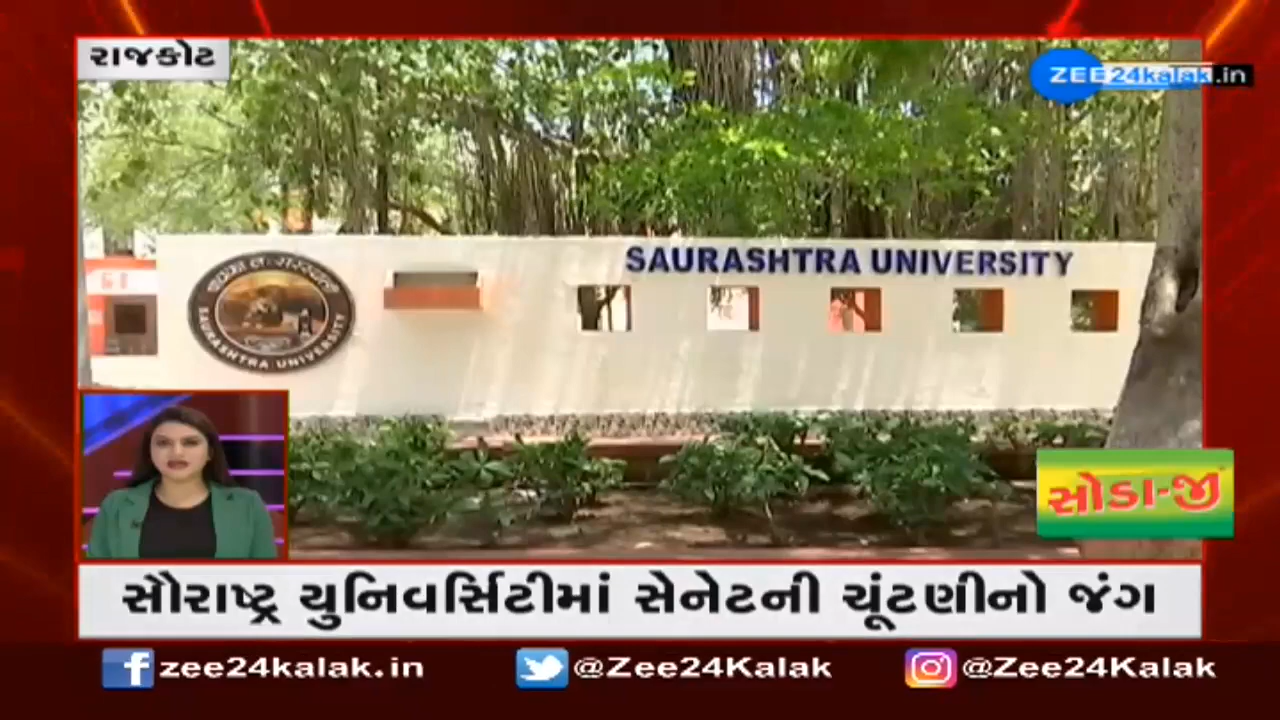 રાજકોટ
ZEE24kalak.in
SAURASHTRA UNIVERSITY
SAURASHTRA UNIVERSITY
સોડા-જી
સૌરાષ્ટ્ર યુનિવર્સિટીમાં સેનેટની ચૂંટણીનો જંગ
zee24kalak.in
@Zee24Kalak
@Zee24Kalak